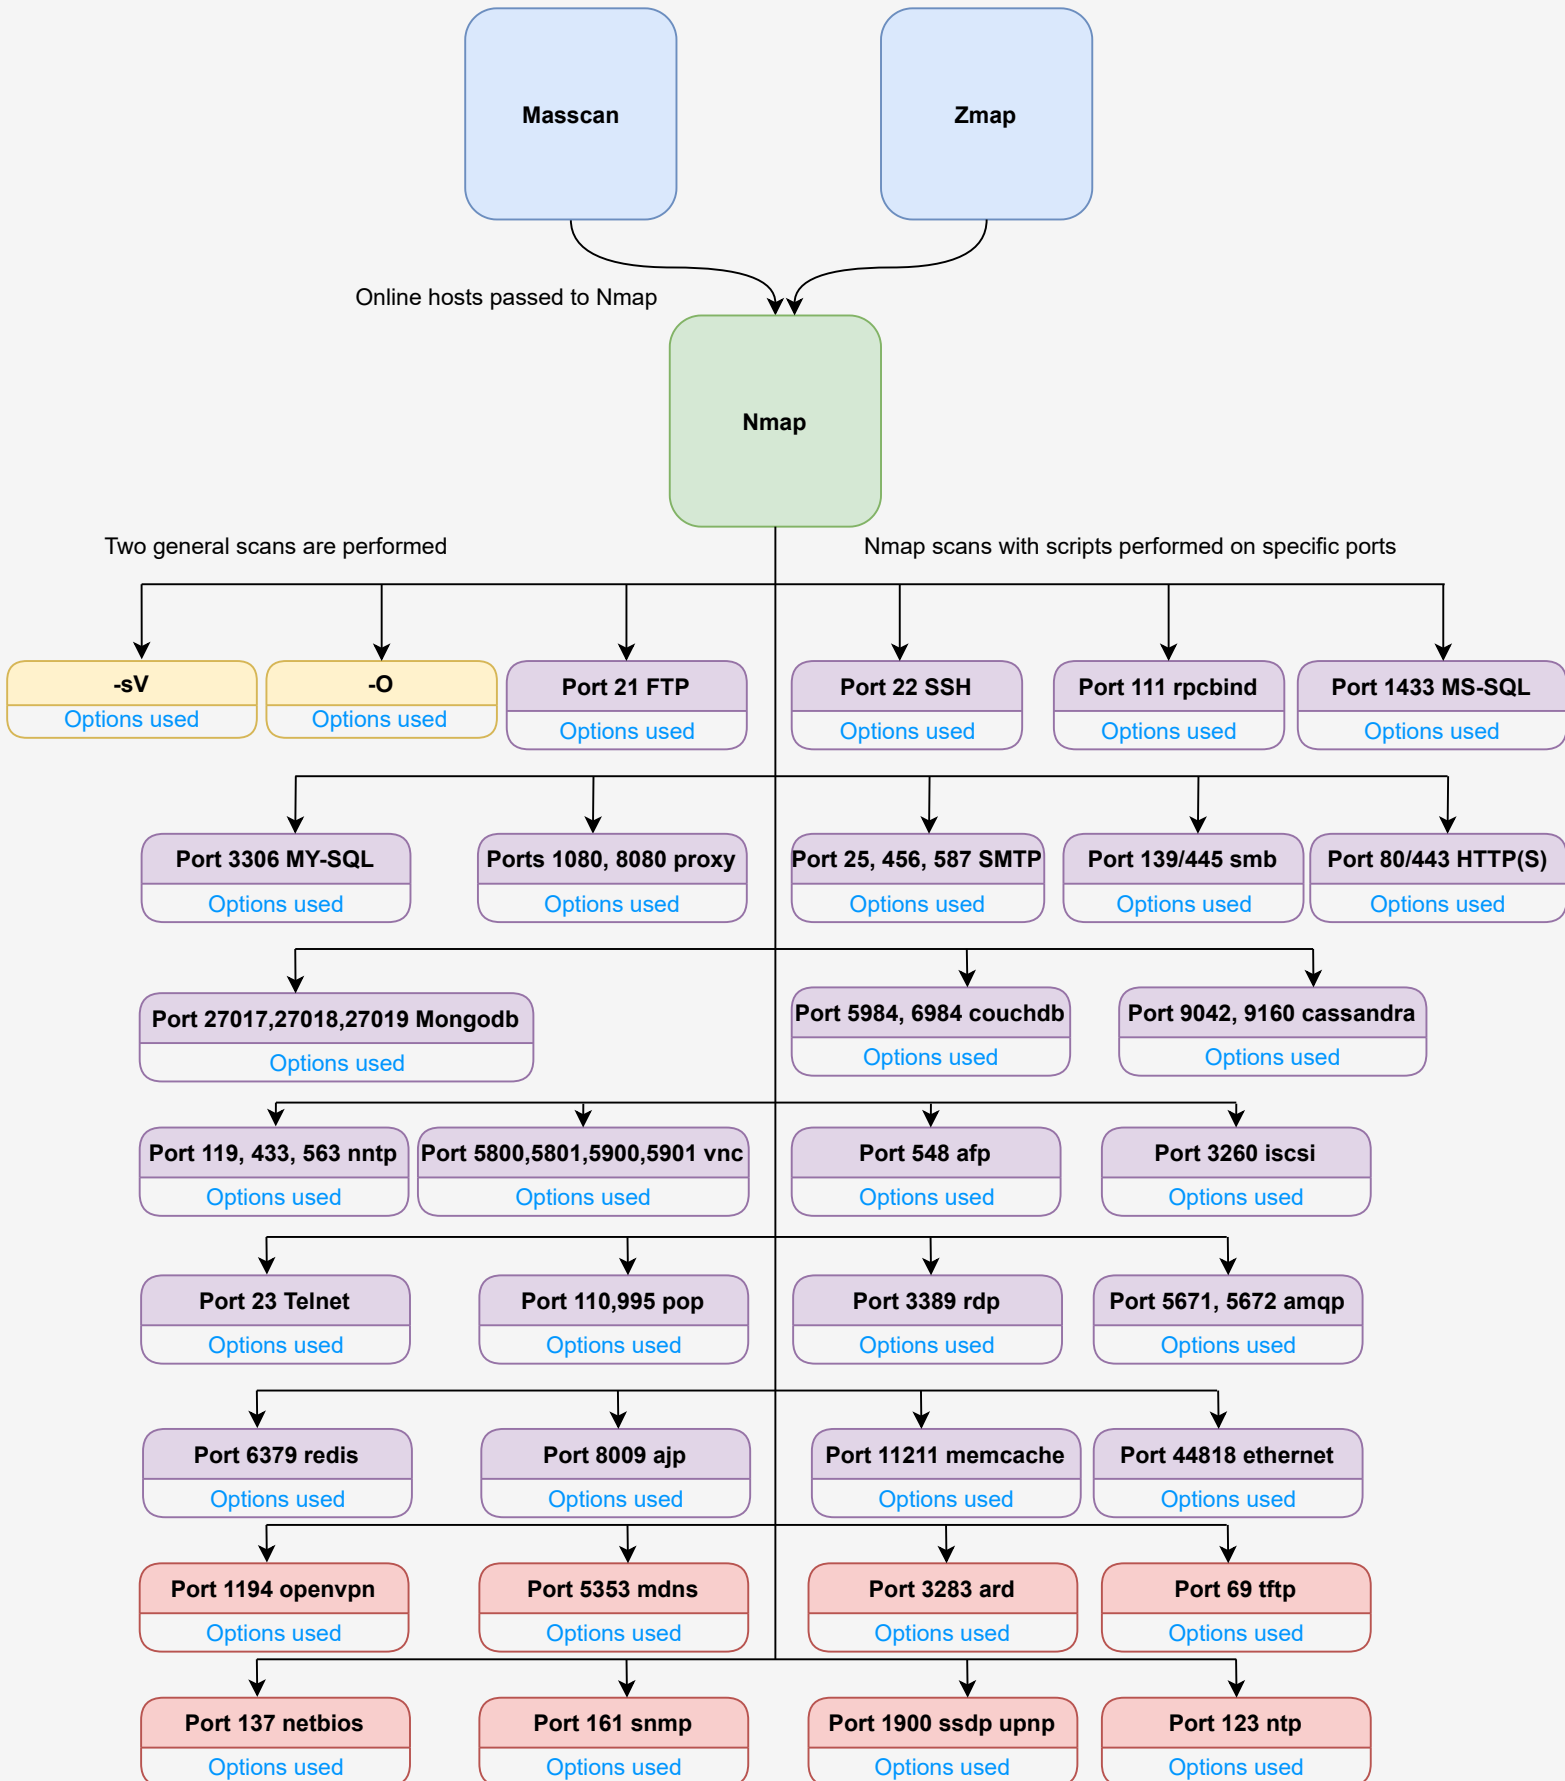 Masscan
Zmap
Online hosts passed to Nmap
Nmap
Two general scans are performed
Nmap scans with scripts performed on specific ports
-sV
Options used
-O
Options used
Port 21 FTP
Options used
Port 22 SSH
Options used
Port 111 rpcbind
Options used
Port 1433 MS-SQL
Options used
Port 3306 MY-SQL
Options used
Ports 1080, 8080 proxy
Options used
Port 25, 456, 587 SMTP
Options used
Port 139/445 smb
Options used
Port 80/443 HTTP(S)
Options used
Port 27017,27018,27019 Mongodb
Options used
Port 5984, 6984 couchdb
Options used
Port 9042, 9160 cassandra
Options used
Port 119, 433, 563 nntp
Options used
Port 5800,5801,5900,5901 vnc
Options used
Port 548 afp
Options used
Port 3260 iscsi
Options used
Port 23 Telnet
Options used
Port 110,995 pop
Options used
Port 3389 rdp
Options used
Port 5671, 5672 amqp
Options used
Port 6379 redis
Options used
Port 8009 ajp
Options used
Port 11211 memcache
Options used
Port 44818 ethernet
Options used
Port 1194 openvpn
Options used
Port 5353 mdns
Options used
Port 3283 ard
Options used
Port 69 tftp
Options used
Port 137 netbios
Options used
Port 161 snmp
Options used
Port 1900 ssdp upnp
Options used
Port 123 ntp
Options used